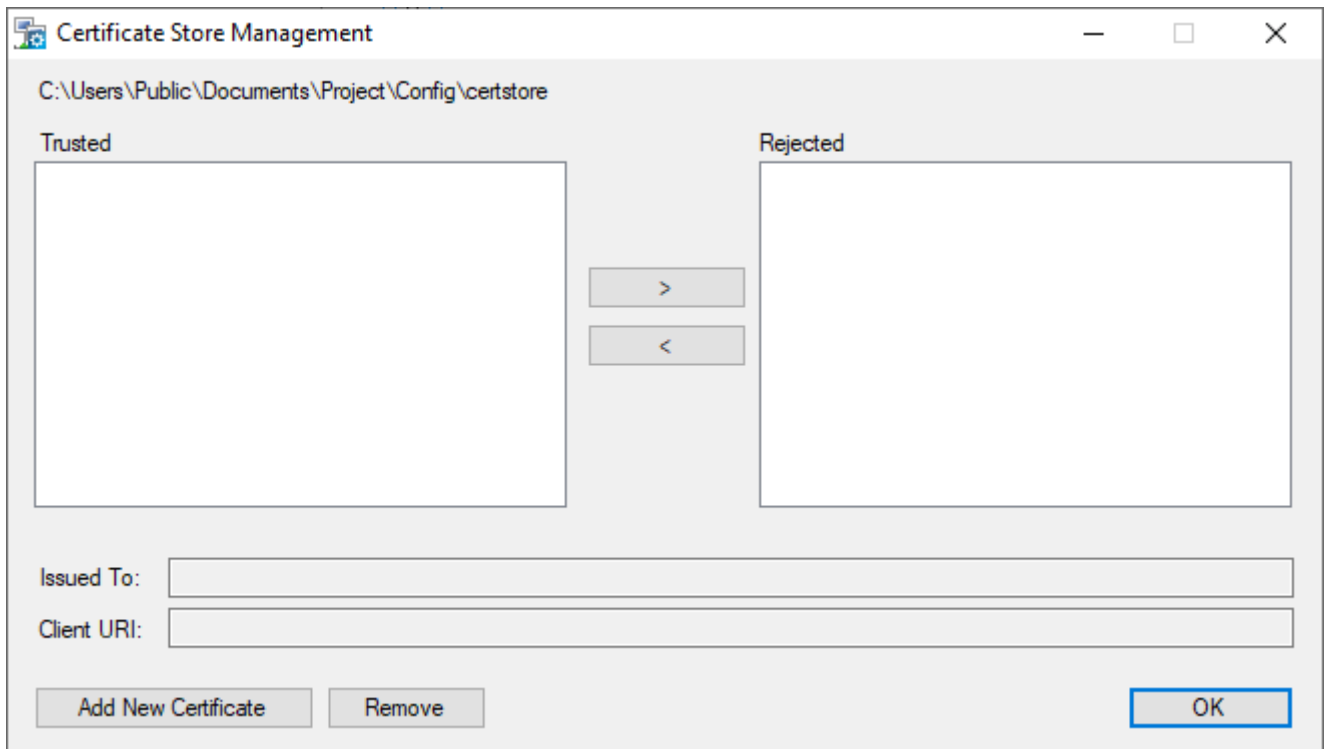 Certificate Store Management
C:\Users\Public\Documents\Project\Config\certstore
Trusted
Rejected
>
<
Issued To:
Client URI:
Add New Certificate
Remove
OK